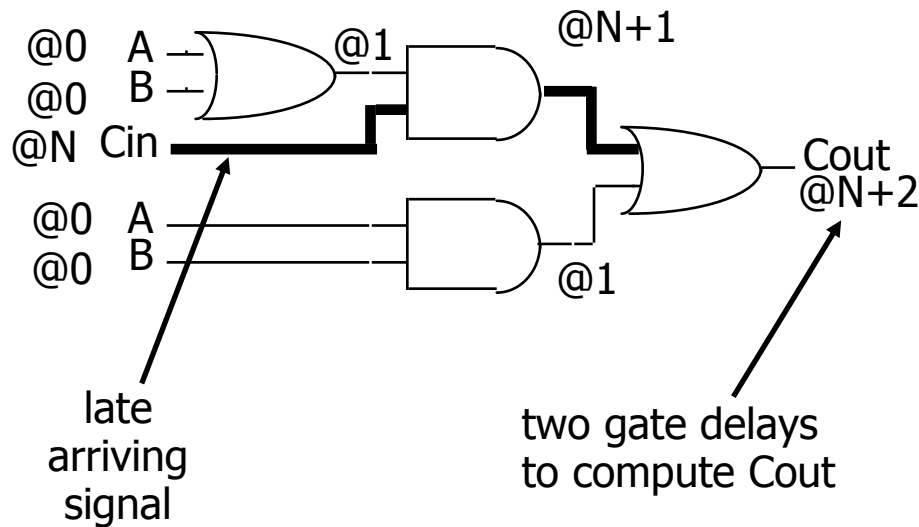 @N+1
@0 A @1
@0 B
@N Cin
Cout
@N+2
@0 A
@0 B
@1
late
arriving
signal
two gate delays
to compute Cout